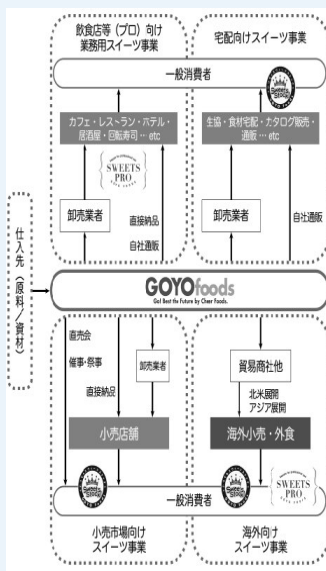 飲食店等（プロ）向け
業務用スイーツ事業
宅配向けスイーツ事業
一般消費者
カフェ・レストラン・ホテル・
居酒屋・回転寿司… etc
生協・食材宅配・カタログ販売・
通販… etc
SWEETS
PRO
卸売業者
直接納品
自社通販
卸売業者
自社通販
仕入先（原料／資材）
GOYOfoods
Go! Best the Future by Cheer Foods.
直売会
催事・祭事
直接納品
卸売業者
貿易商社他
北米展開
アジア展開
小売店舗
海外小売・外食
一般消費者
SWEETS
PRO
小売市場向け
スイーツ事業
海外向け
スイーツ事業